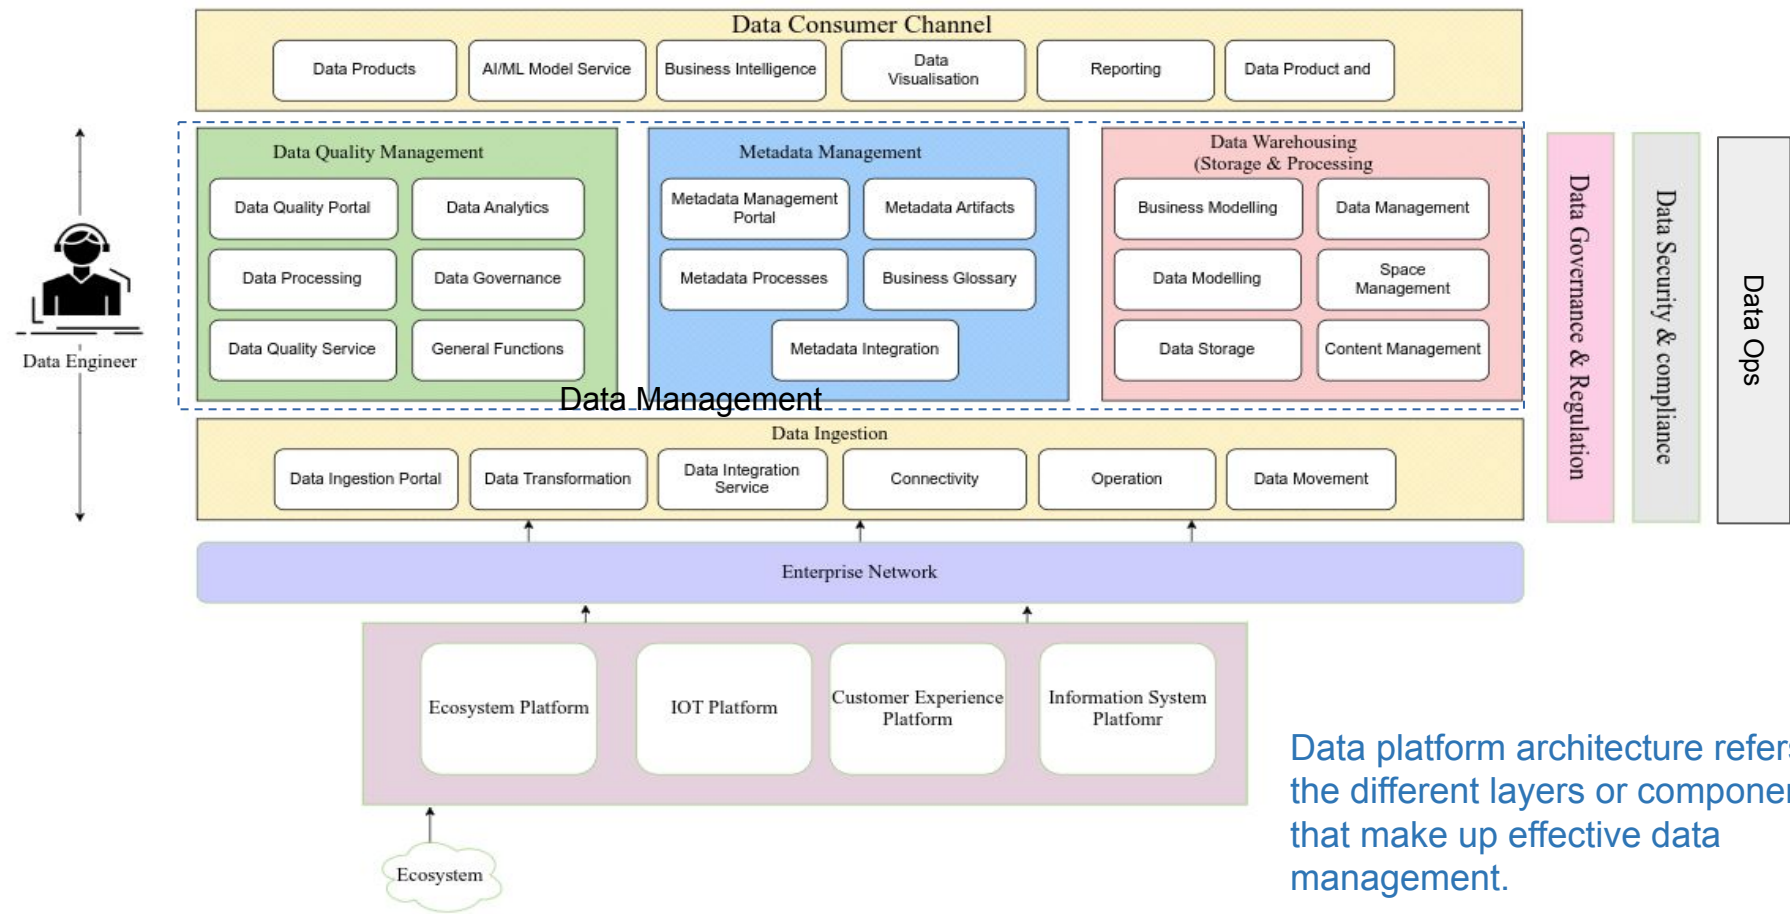 Data Consumer Channel
Data Products
AI/ML Model Service
Business Intelligence
Data
Visualisation
Reporting
Data Product and
Data Quality Management
Data Quality Portal
Data Analytics
Data Processing
Data Governance
Data Quality Service
General Functions
Metadata Management
Metadata Management
Portal
Metadata Artifacts
Metadata Processes
Business Glossary
Metadata Integration
Data Warehousing
(Storage & Processing
Business Modelling
Data Management
Data Modelling
Space
Management
Data Storage
Content Management
Data Management
Data Engineer
Data Governance & Regulation
Data Security & compliance
Data Ops
Data Ingestion
Data Ingestion Portal
Data Transformation
Data Integration
Service
Connectivity
Operation
Data Movement
Enterprise Network
Ecosystem Platform
IOT Platform
Customer Experience
Platform
Information System
Platfomr
Ecosystem
Data platform architecture refers
the different layers or componen
that make up effective data
management.